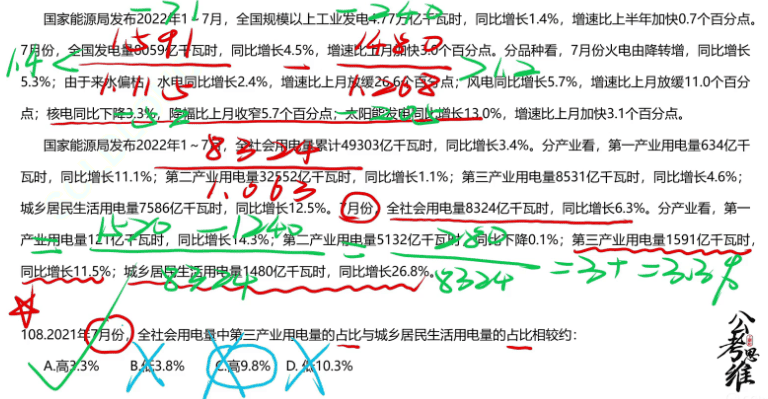 国家能源局发布2022年1-7月，全国规模以上工业发电4.77万亿千瓦时，同比增长1.4%，增速比上半年加快0.7个百分点。
7月份，全国发电量8059亿千瓦时，同比增长4.5%，增速比上月加快3.0个百分点。分品种看，7月份火电由降转增，同比增长
5.3%；由于来水偏枯，水电同比增长2.4%，增速比上月放缓26.6个百分点；风电同比增长5.7%，增速比上月放缓11.0个百分
点；核电同比下降3.3%，降幅比上月收窄5.7个百分点；太阳能发电同比增长13.0%，增速比上月加快3.1个百分点。
国家能源局发布2022年1～7月，全社会用电量累计49303亿千瓦时，同比增长3.4%。分产业看，第一产业用电量634亿千
瓦时，同比增长11.1%；第二产业用电量32552亿千瓦时，同比增长1.1%；第三产业用电量8531亿千瓦时，同比增长4.6%；
城乡居民生活用电量7586亿千瓦时，同比增长12.5%。7月份，全社会用电量8324亿千瓦时，同比增长6.3%。分产业看，第一
产业用电量121亿千瓦时，同比增长14.3%；第二产业用电量5132亿千瓦时，同比下降0.1%；第三产业用电量1591亿千瓦时，
同比增长11.5%；城乡居民生活用电量1480亿千瓦时，同比增长26.8%。
108.2021年7月份，全社会用电量中第三产业用电量的占比与城乡居民生活用电量的占比相较约：
A.高3.3% B.低3.8% C.高9.8% D.低10.3%
-71 -240
1591 - 1480
1.4< 1.115 1.268 >1.2
8324
1.063
1520-1240 = 280
8324 8324 =3+ =3.3%
公考思维